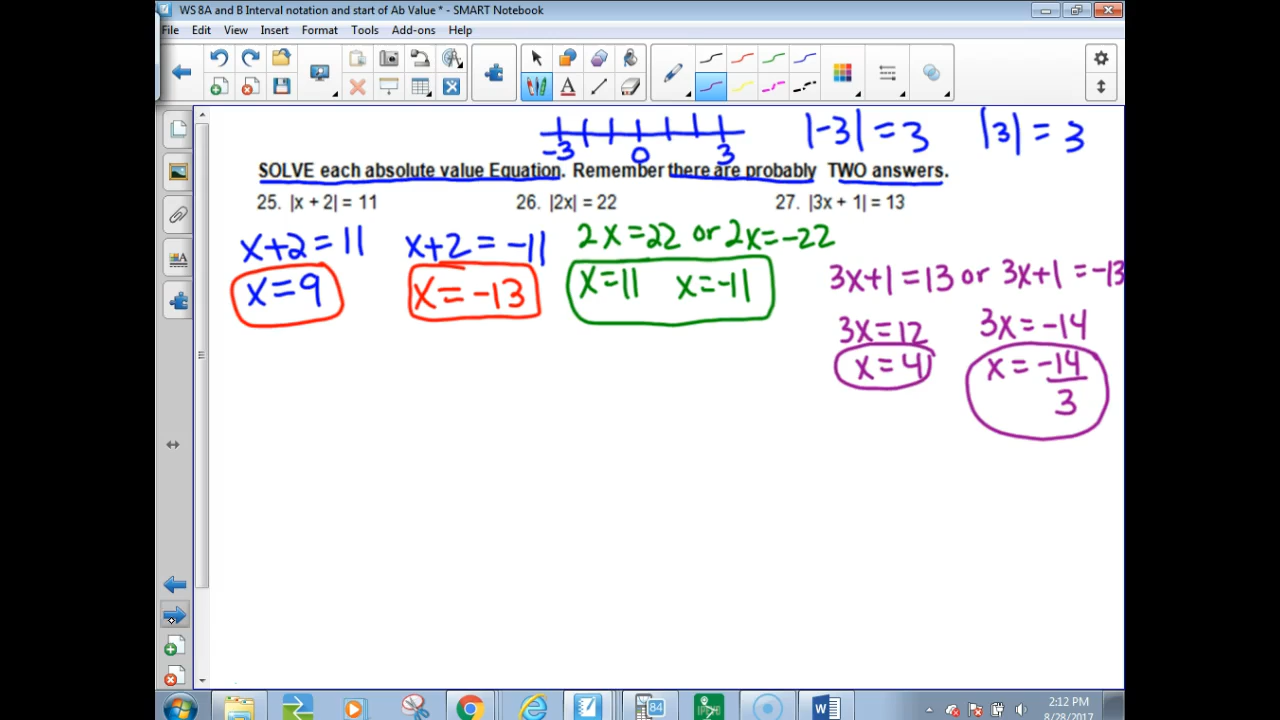 WS 8A and B Interval notation and start of Ab Value * - SMART Notebook
File Edit View Insert Format Tools Add-ons Help
-3 0 3 |-3| = 3 |3| = 3
SOLVE each absolute value Equation. Remember there are probably TWO answers.
25. |x + 2| = 11 26. |2x| = 22 27. |3x + 1| = 13
x+2 = 11 x+2 = -11 2x = 22 or 2x = -22
x = 9 x = -13 x = 11 x = -11
3x+1 = 13 or 3x+1 = -13
3x = 12 3x = -14
x = 4 x = -14
3
84
2:12 PM
8/28/2017